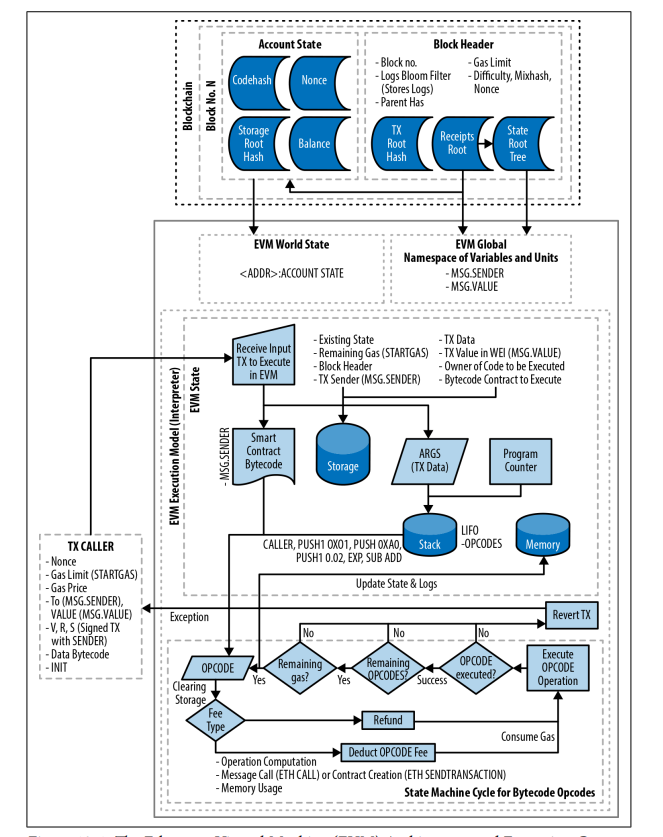 Account State
Codehash
Nonce
Storage
Root
Hash
Balance
Block Header
- Block no.
- Logs Bloom Filter
(Stores Logs)
- Parent Has
- Gas Limit
- Difficulty, Mixhash,
Nonce
TX
Root
Hash
Receipts
Root
State
Root
Tree
Blockchain
Block No. N
EVM World State
<ADDR>:ACCOUNT STATE
EVM Global
Namespace of Variables and Units
- MSG.SENDER
- MSG.VALUE
EVM Execution Model (Interpreter)
EVM State
Receive Input
TX to Execute
in EVM
- Existing State
- Remaining Gas (STARTGAS)
- Block Header
- TX Sender (MSG.SENDER)
- TX Data
- TX Value in WEI (MSG.VALUE)
- Owner of Code to be Executed
- Bytecode Contract to Execute
- MSG.SENDER
Smart
Contract
Bytecode
Storage
ARGS
(TX Data)
Program
Counter
CALLER, PUSH1 0X01, PUSH 0XA0,
PUSH1 0.02, EXP, SUB ADD
Stack
LIFO
-OPCODES
Memory
Update State & Logs
TX CALLER
- Nonce
- Gas Limit (STARTGAS)
- Gas Price
- To (MSG.SENDER),
VALUE (MSG.VALUE)
- V, R, S (Signed TX
with SENDER)
- Data Bytecode
- INIT
Exception
Revert TX
No
No
No
OPCODE
Yes
Remaining
gas?
Yes
Remaining
OPCODES?
Success
OPCODE
executed?
Execute
OPCODE
Operation
Clearing
Storage
Fee
Type
Refund
Consume Gas
Deduct OPCODE Fee
- Operation Computation
- Message Call (ETH CALL) or Contract Creation (ETH SENDTRANSACTION)
- Memory Usage
State Machine Cycle for Bytecode Opcodes